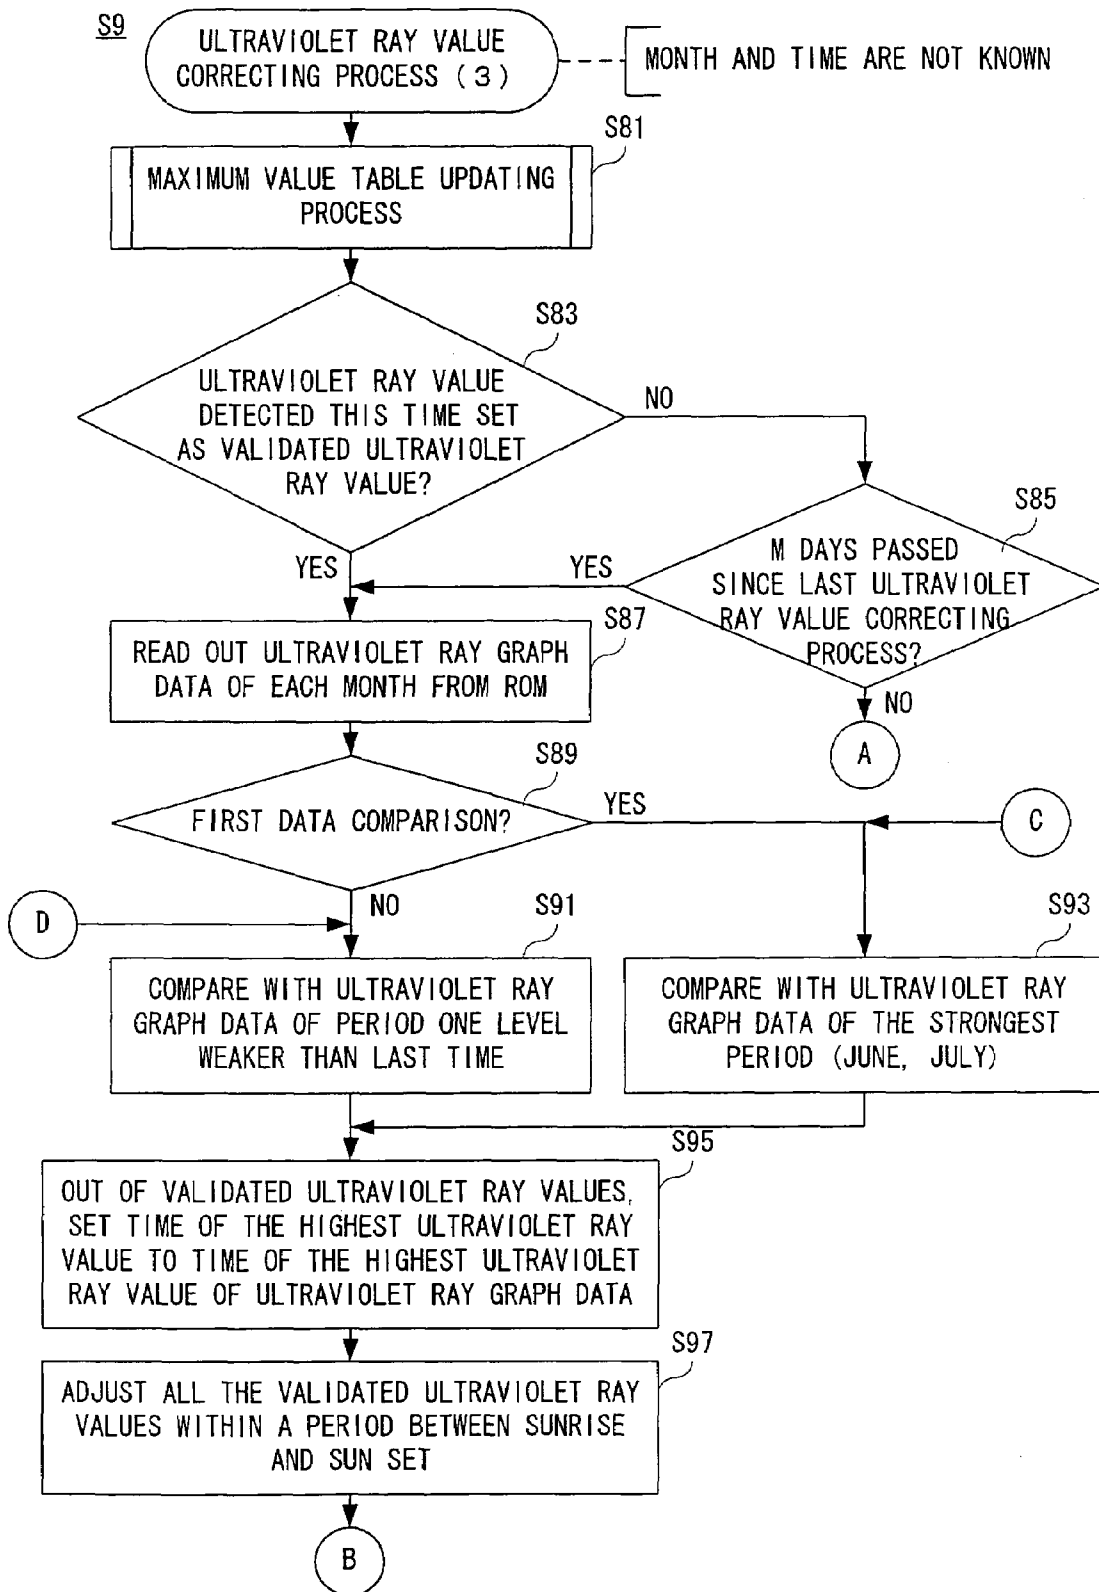 S9
ULTRAVIOLET RAY VALUE
CORRECTING PROCESS (3)
MONTH AND TIME ARE NOT KNOWN
S81
MAXIMUM VALUE TABLE UPDATING
PROCESS
S83
ULTRAVIOLET RAY VALUE
DETECTED THIS TIME SET
AS VALIDATED ULTRAVIOLET
RAY VALUE?
NO
YES
S85
M DAYS PASSED
SINCE LAST ULTRAVIOLET
RAY VALUE CORRECTING
PROCESS?
YES
NO
A
S87
READ OUT ULTRAVIOLET RAY GRAPH
DATA OF EACH MONTH FROM ROM
S89
FIRST DATA COMPARISON?
YES
C
NO
D
S91
COMPARE WITH ULTRAVIOLET RAY
GRAPH DATA OF PERIOD ONE LEVEL
WEAKER THAN LAST TIME
S93
COMPARE WITH ULTRAVIOLET RAY
GRAPH DATA OF THE STRONGEST
PERIOD (JUNE, JULY)
S95
OUT OF VALIDATED ULTRAVIOLET RAY VALUES,
SET TIME OF THE HIGHEST ULTRAVIOLET RAY
VALUE TO TIME OF THE HIGHEST ULTRAVIOLET
RAY VALUE OF ULTRAVIOLET RAY GRAPH DATA
S97
ADJUST ALL THE VALIDATED ULTRAVIOLET RAY
VALUES WITHIN A PERIOD BETWEEN SUNRISE
AND SUN SET
B